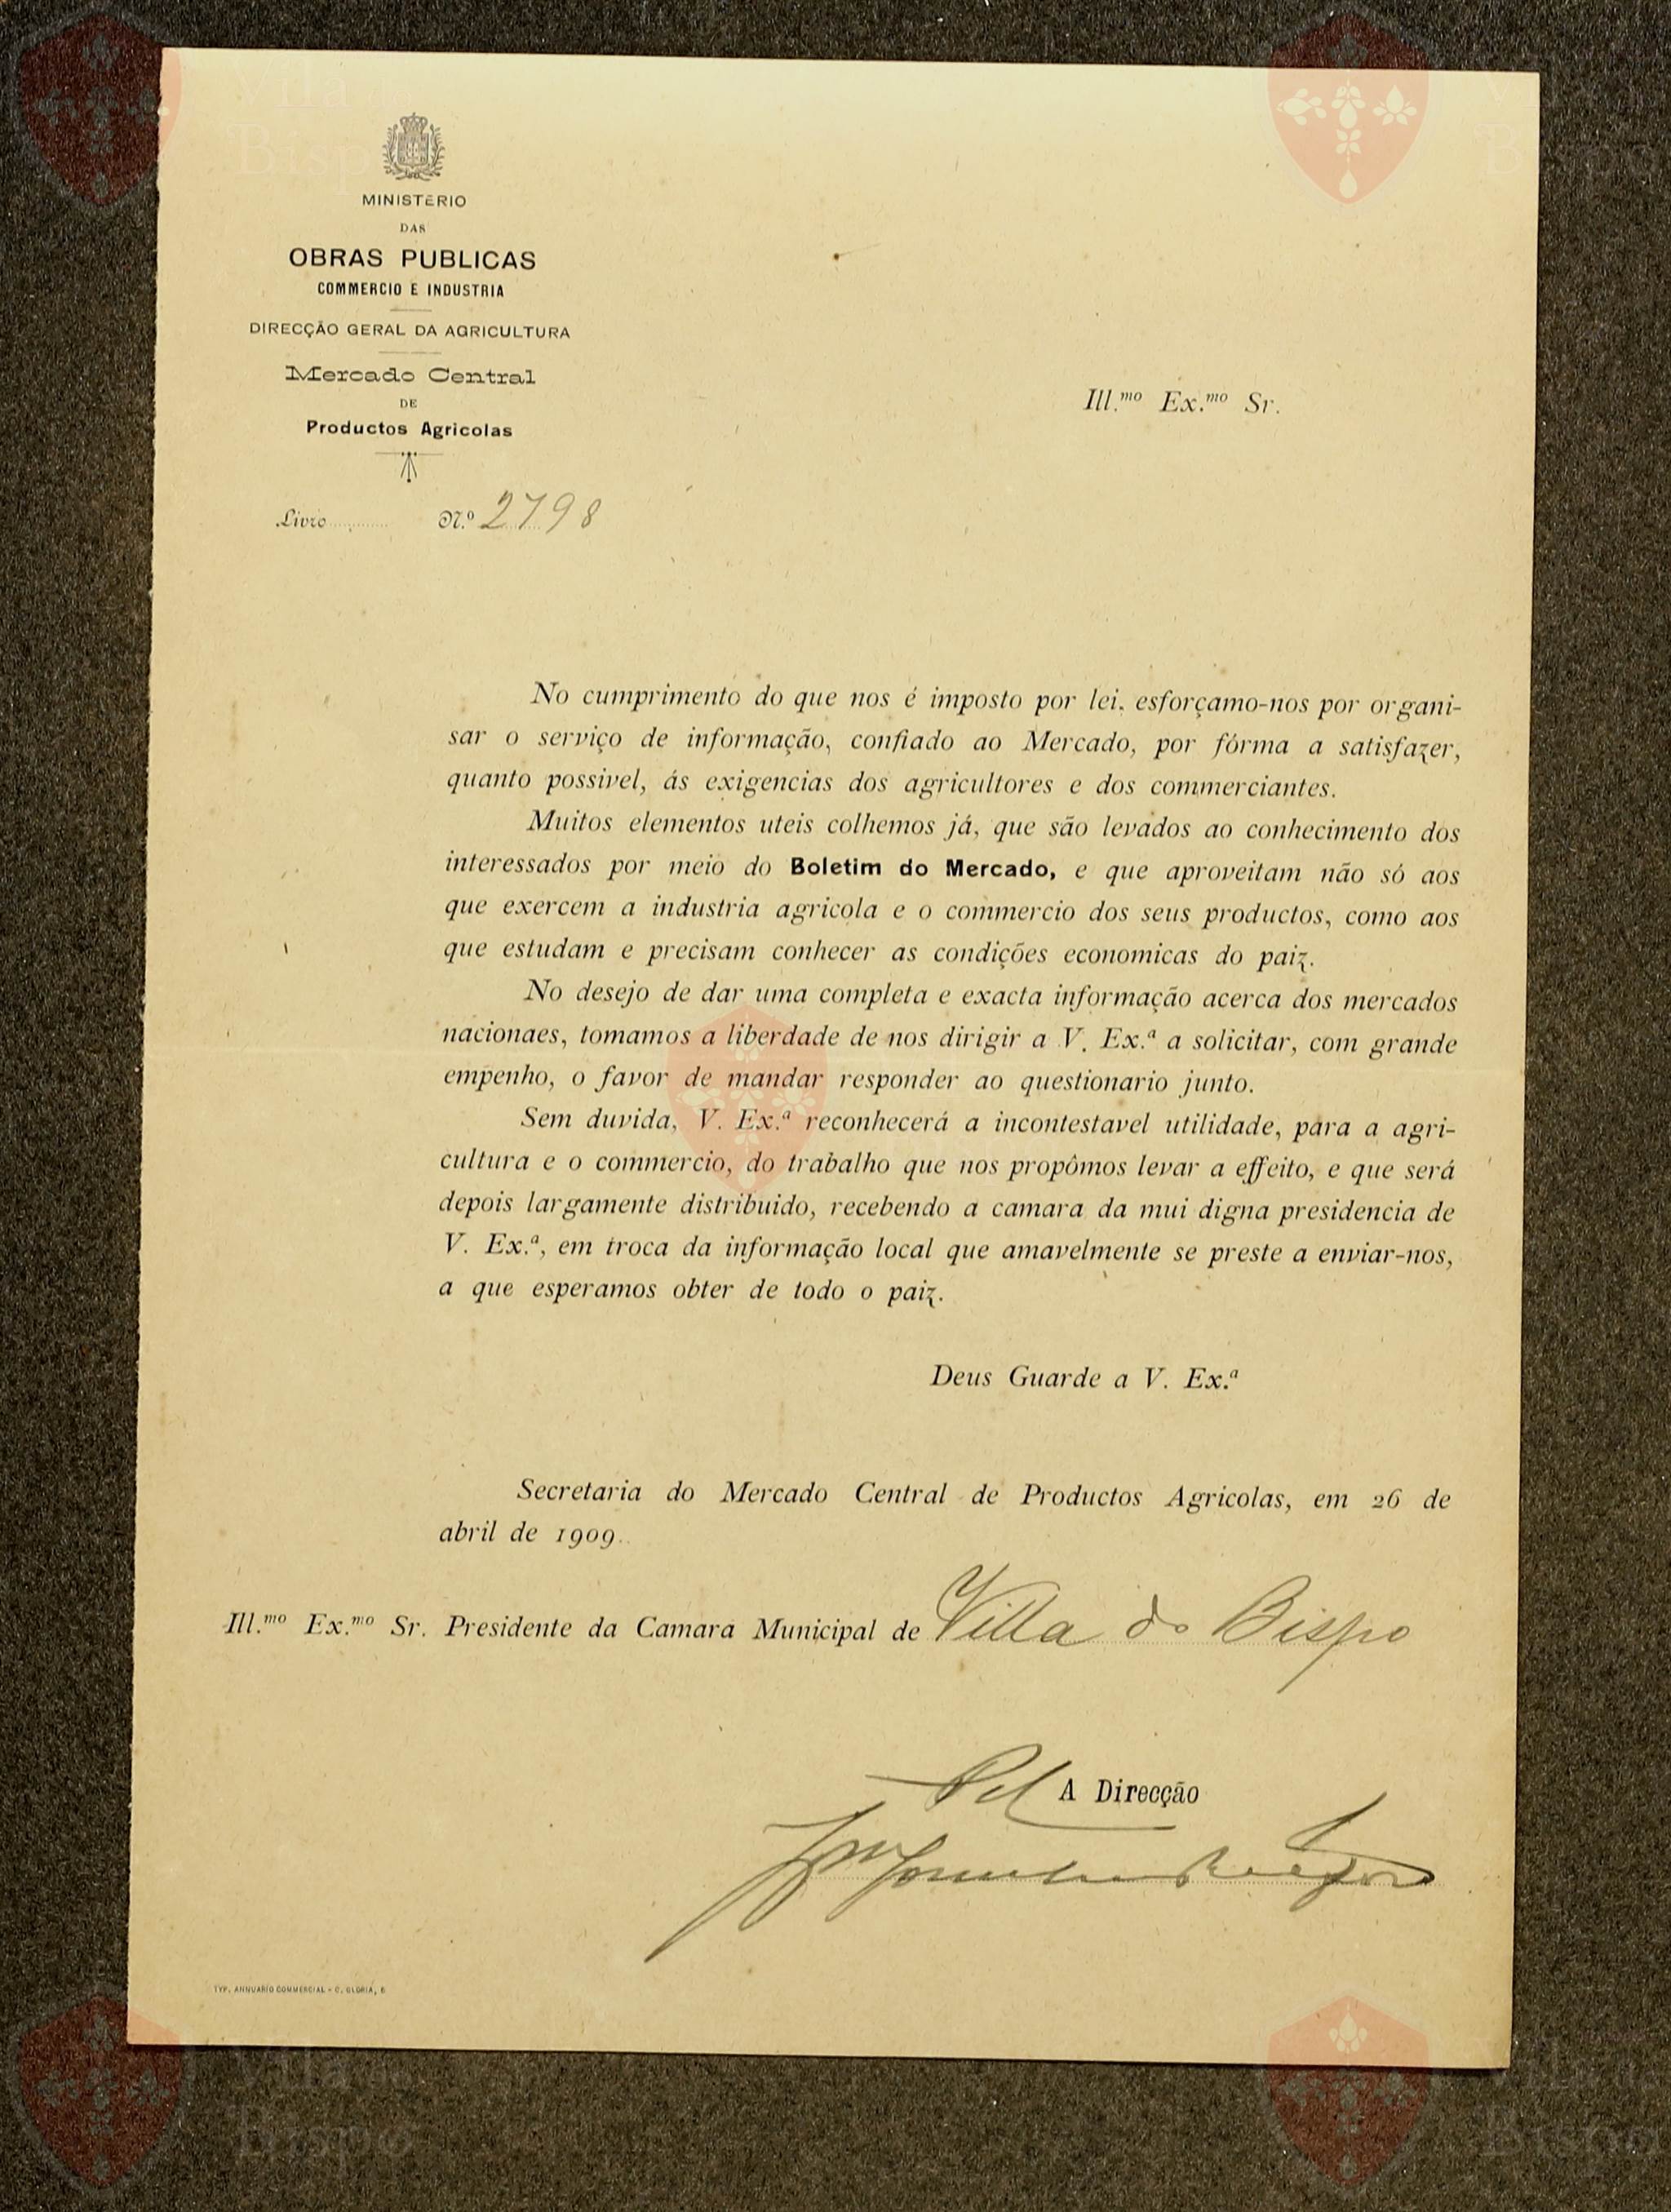 MINISTERIO
DAS
OBRAS PUBLICAS
COMMERCIO E INDUSTRIA
DIRECÇÃO GERAL DA AGRICULTURA
Mercado Central
DE
Productos Agricolas
Livro N.º 2798
Ill.mo Ex.mo Sr.
No cumprimento do que nos é imposto por lei, esforçamo-nos por organi-
sar o serviço de informação, confiado ao Mercado, por fórma a satisfazer,
quanto possivel, ás exigencias dos agricultores e dos commerciantes.
Muitos elementos uteis colhemos já, que são levados ao conhecimento dos
interessados por meio do Boletim do Mercado, e que aproveitam não só aos
que exercem a industria agricola e o commercio dos seus productos, como aos
que estudam e precisam conhecer as condições economicas do paiz.
No desejo de dar uma completa e exacta informação acerca dos mercados
nacionaes, tomamos a liberdade de nos dirigir a V. Ex.ª a solicitar, com grande
empenho, o favor de mandar responder ao questionario junto.
Sem duvida, V. Ex.ª reconhecerá a incontestavel utilidade, para a agri-
cultura e o commercio, do trabalho que nos propômos levar a effeito, e que será
depois largamente distribuido, recebendo a camara da mui digna presidencia de
V. Ex.ª, em troca da informação local que amavelmente se preste a enviar-nos,
a que esperamos obter de todo o paiz.
Deus Guarde a V. Ex.ª
Secretaria do Mercado Central de Productos Agricolas, em 26 de
abril de 1909.
Ill.mo Ex.mo Sr. Presidente da Camara Municipal de Villa do Bispo
Pel A Direcção
TYP. ANNUARIO COMMERCIAL - C. GLORIA, 5
Vila do
Bispo